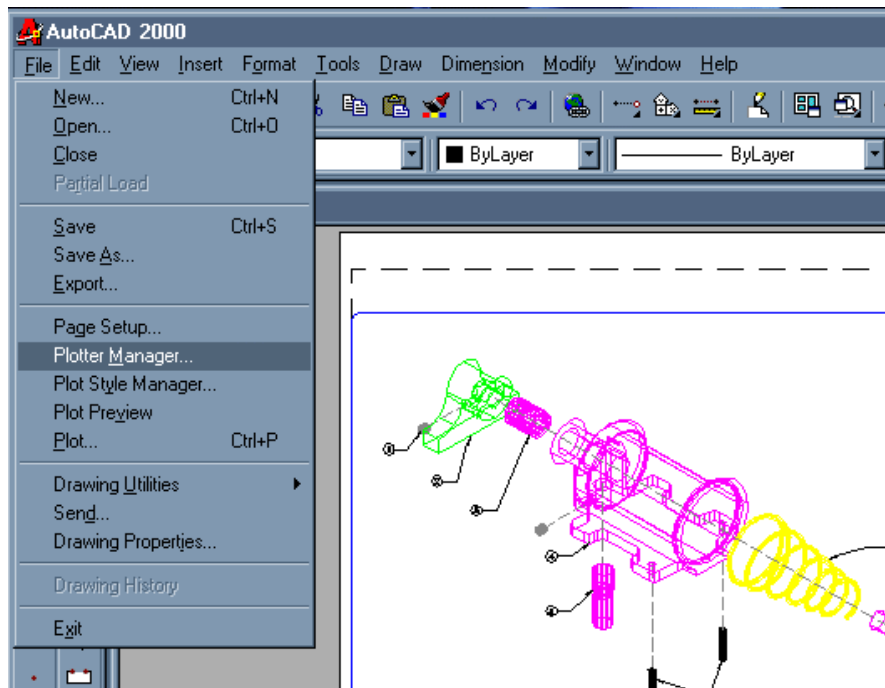 AutoCAD 2000
File Edit View Insert Format Tools Draw Dimension Modify Window Help
New... Ctrl+N
Open... Ctrl+O
Close
Partial Load
ByLayer ByLayer
Save Ctrl+S
Save As...
Export...
Page Setup...
Plotter Manager...
Plot Style Manager...
Plot Preview
Plot... Ctrl+P
Drawing Utilities
Send...
Drawing Properties...
Drawing History
Exit